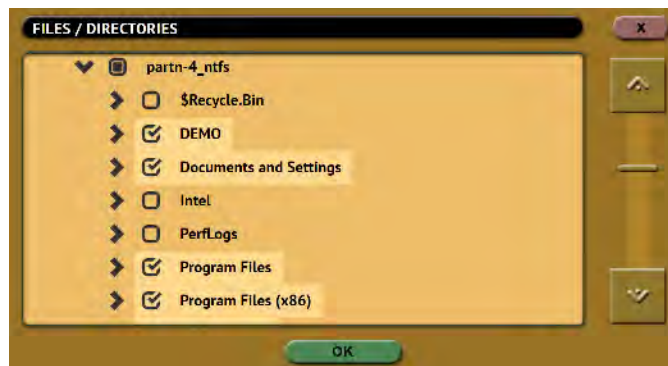 FILES / DIRECTORIES
X
partn-4_ntfs
$Recycle.Bin
DEMO
Documents and Settings
Intel
PerfLogs
Program Files
Program Files (x86)
OK